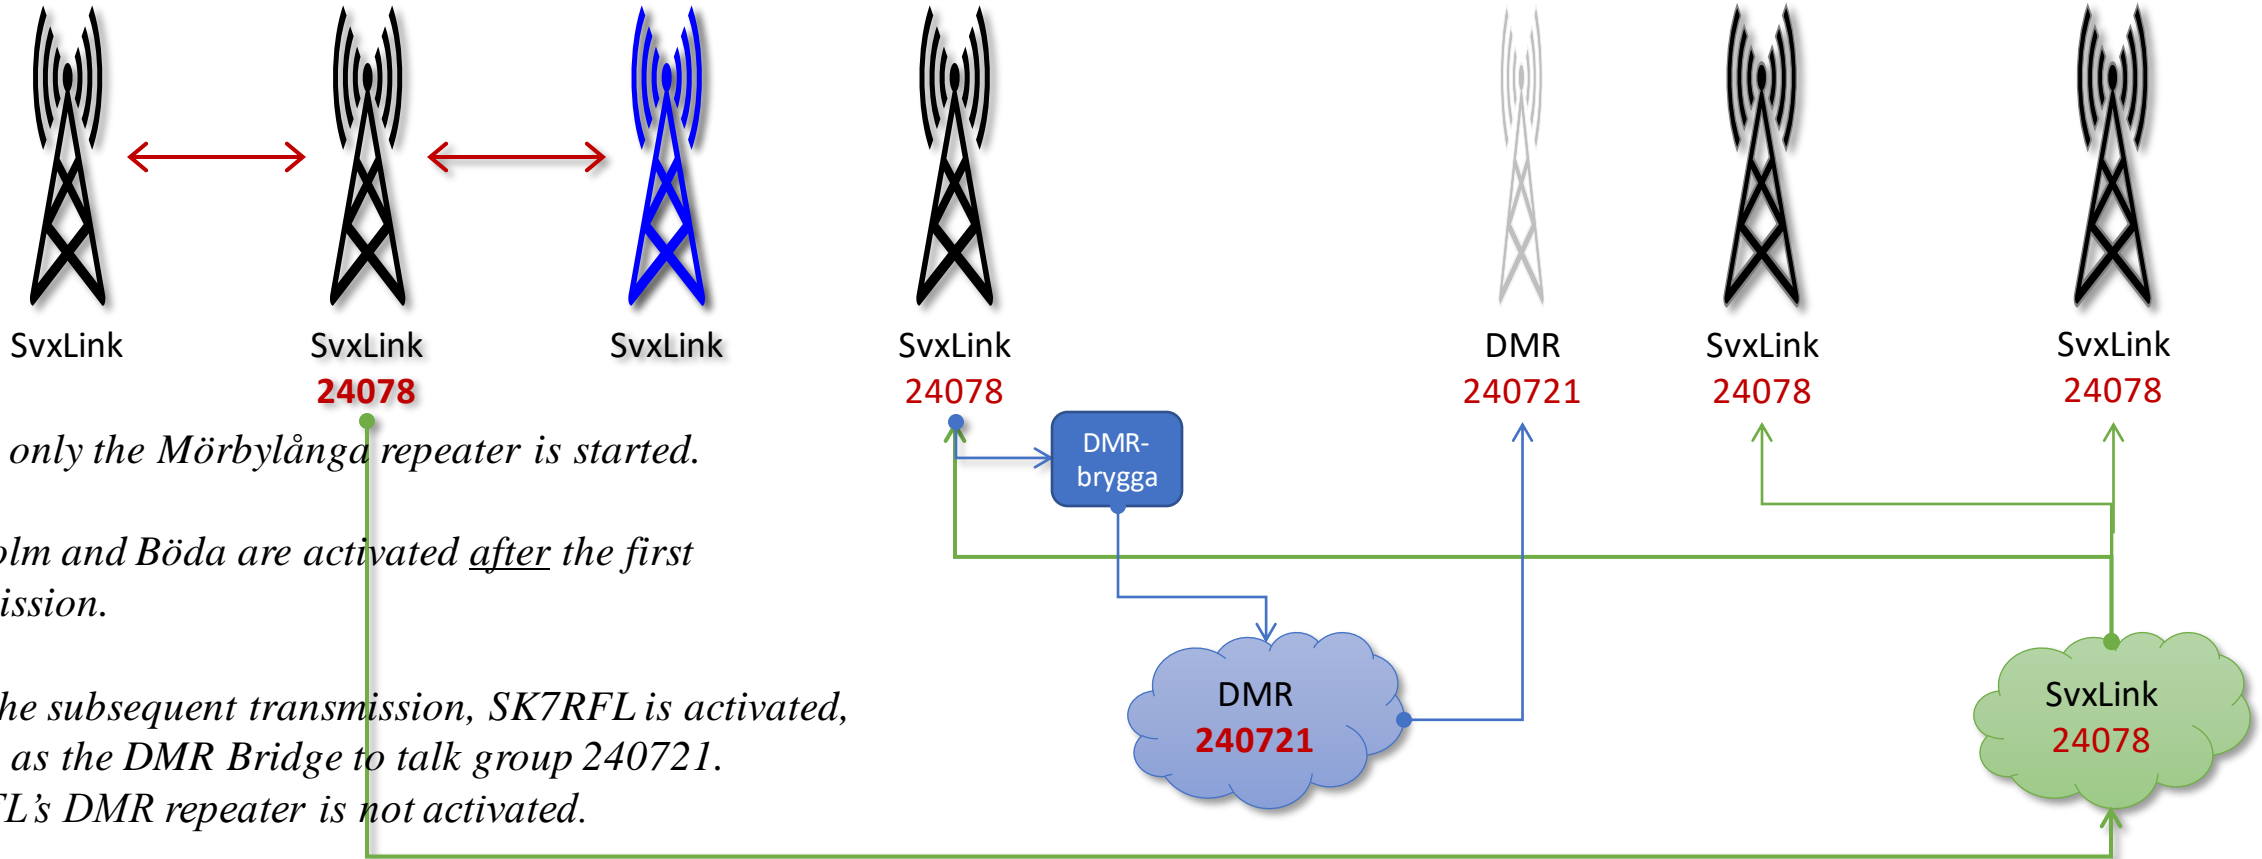 SvxLink
SvxLink
SvxLink
SvxLink
DMR
SvxLink
SvxLink
24078
24078
240721
24078
24078
only the Mörbylånga repeater is started.
DMR-
brygga
olm and Böda are activated after the first
ission.
he subsequent transmission, SK7RFL is activated,
as the DMR Bridge to talk group 240721.
L's DMR repeater is not activated.
DMR
240721
SvxLink
24078